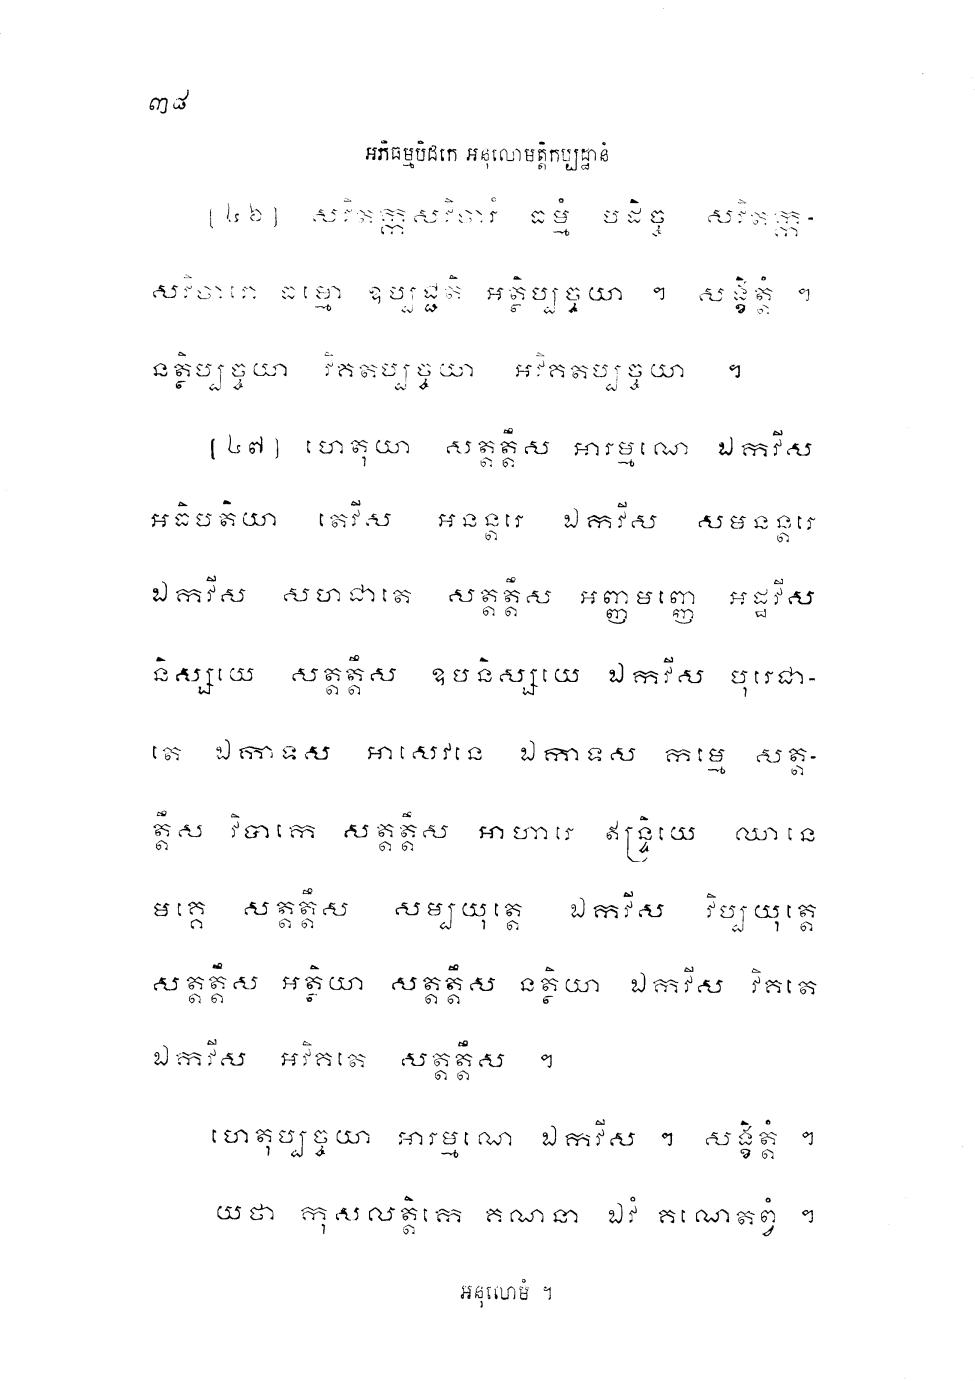 ៣៨
អភិធម្មបិដកេ អនុលោមត្តិកប្បដ្ឋានំ
[៤៦] សវិតក្កសវិចារំ ធម្មំ បដិច្ច សវិតក្ក-
សវិចារោ ធម្មោ ឧប្បជ្ជតិ អត្ថិប្បច្ចយា ។ សង្ខិត្តំ ។
នត្ថិប្បច្ចយា វិគតប្បច្ចយា អវិគតប្បច្ចយា ។
[៤៧] ហេតុយា សត្តត្តឹស អារម្មណេ ឯកវីស
អធិបតិយា តេវីស អនន្តរេ ឯកវីស សមនន្តរេ
ឯកវីស សហជាតេ សត្តត្តឹស អញ្ញមញ្ញេ អដ្ឋវីស
និស្សយេ សត្តត្តឹស ឧបនិស្សយេ ឯកវីស បុរេជា-
តេ ឯកាទស អាសេវនេ ឯកាទស កម្មេ សត្ត-
ត្តឹស វិបាកេ សត្តត្តឹស អាហារេ ឥន្ទ្រិយេ ឈានេ
មគ្គេ សត្តត្តឹស សម្បយុត្តេ ឯកវីស វិប្បយុត្តេ
សត្តត្តឹស អត្ថិយា សត្តត្តឹស នត្ថិយា ឯកវីស វិគតេ
ឯកវីស អវិគតេ សត្តត្តឹស ។
ហេតុប្បច្ចយា អារម្មណេ ឯកវីស ។ សង្ខិត្តំ ។
យថា កុសលត្តិកេ គណនា ឯវំ គណេតព្វំ ។
អនុលោមំ ។